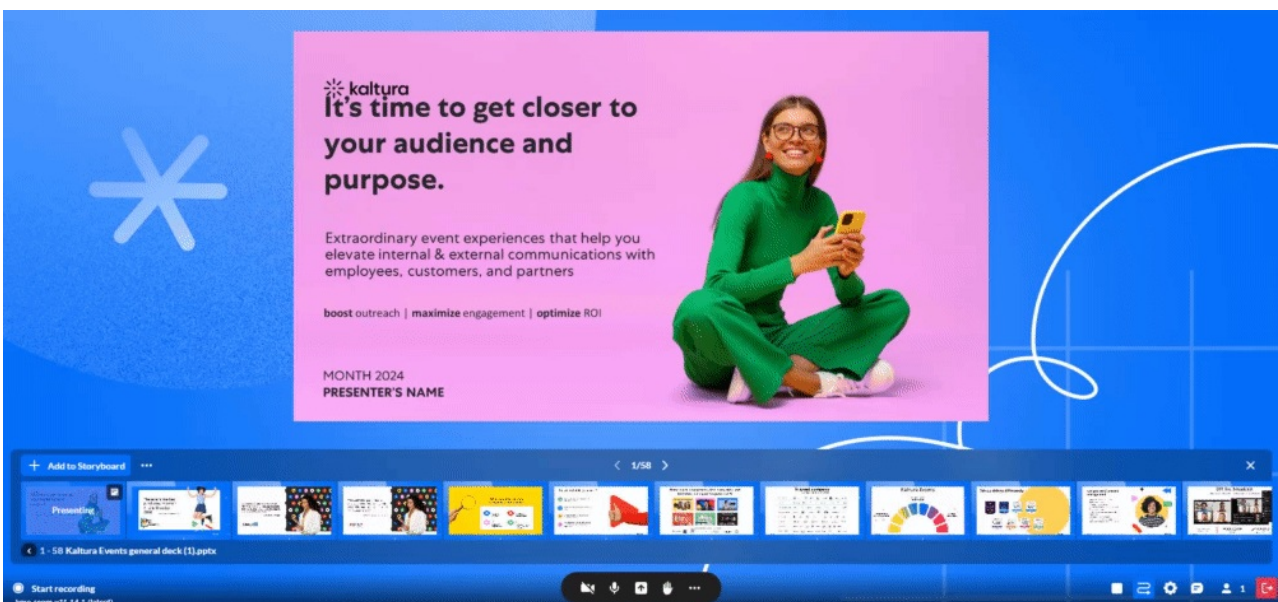 kaltura
It's time to get closer to
your audience and
purpose.
Extraordinary event experiences that help you
elevate internal & external communications with
employees, customers, and partners
boost outreach | maximize engagement | optimize ROI
MONTH 2024
PRESENTER'S NAME
+ Add to Storyboard ...
< 1/58 >
Presenting
1 - 58 Kaltura Events general deck (1).pptx
Start recording
1